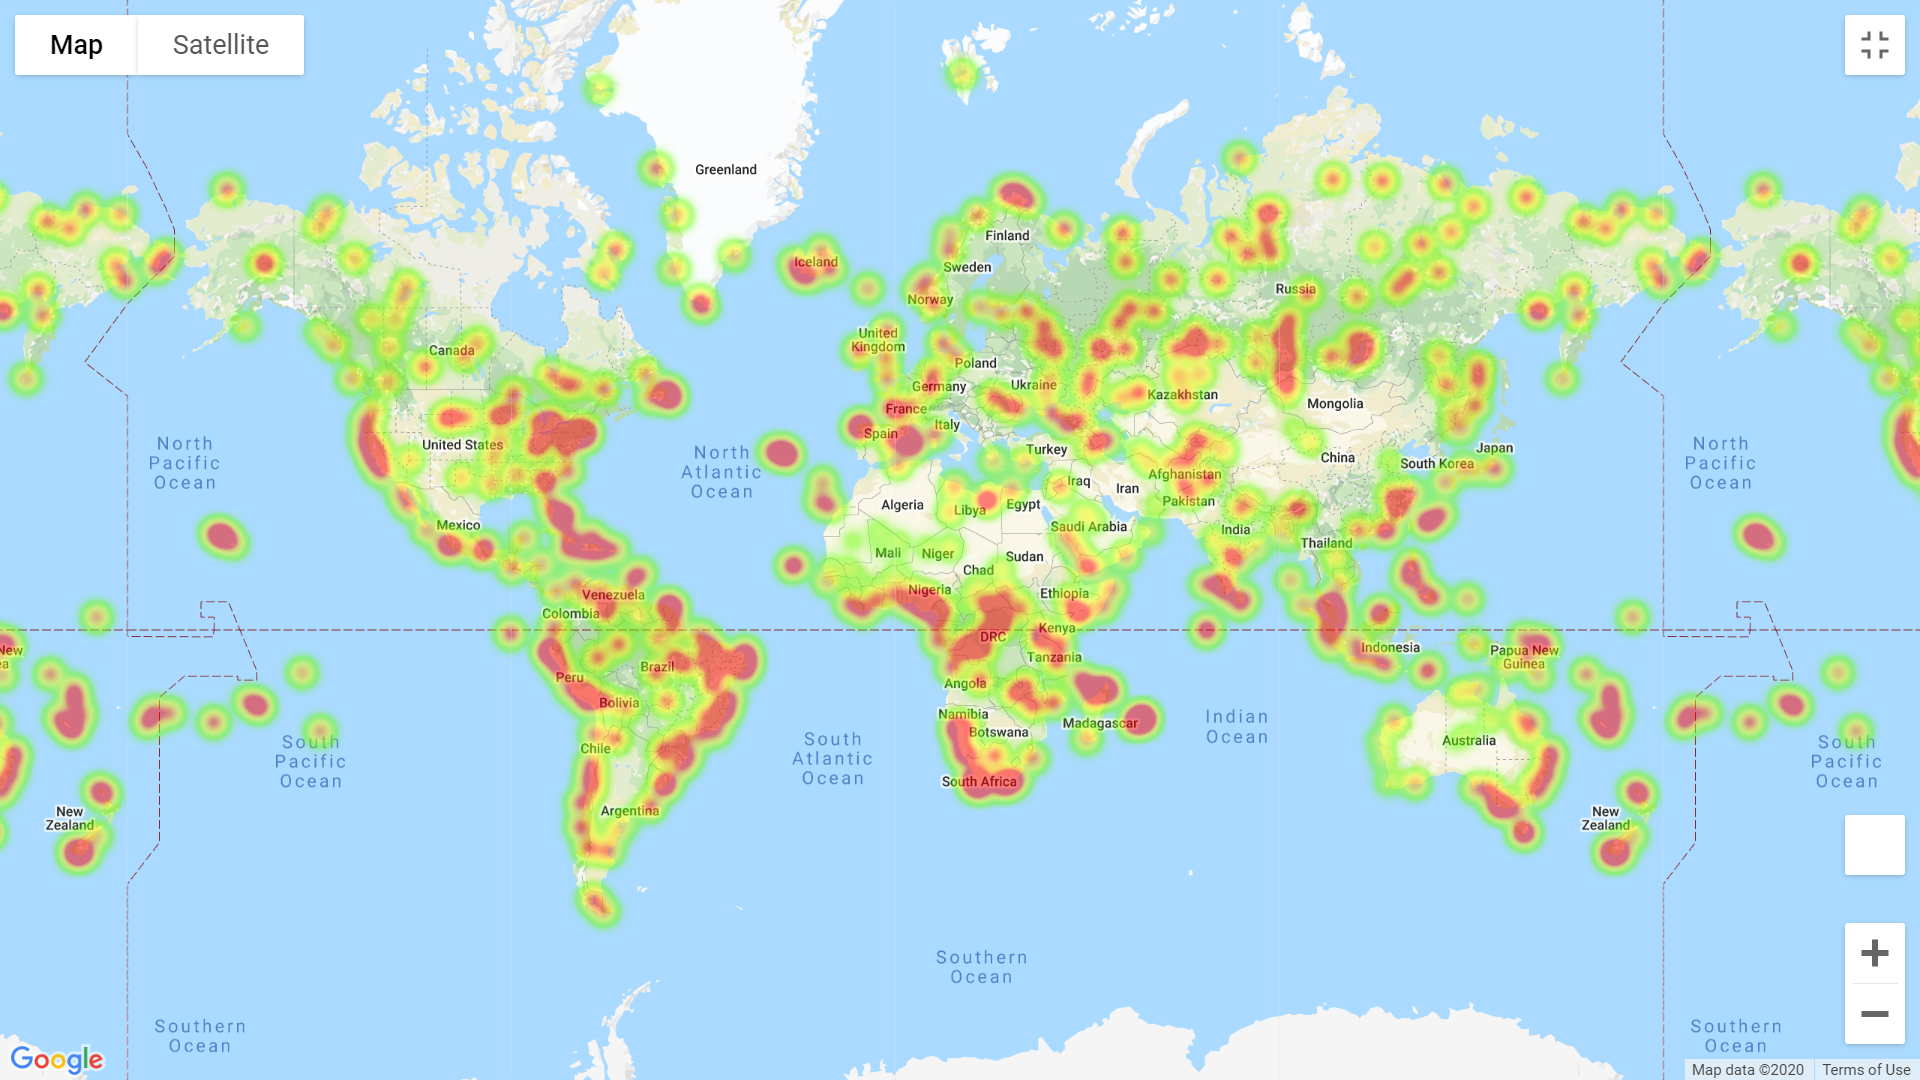 Map
Satellite
Greenland
Iceland
Finland
Sweden
Norway
Russia
United
Kingdom
Canada
Poland
Germany
Ukraine
Kazakhstan
Mongolia
France
Italy
Spain
United States
Turkey
China
Japan
South Korea
North
Pacific
Ocean
North
Atlantic
Ocean
North
Pacific
Ocean
Afghanistan
Iraq
Iran
Pakistan
Algeria
Libya
Egypt
Mexico
Saudi Arabia
India
Thailand
Mali
Niger
Sudan
Chad
Nigeria
Ethiopia
Venezuela
Colombia
DRC
Kenya
Indonesia
Papua New
Guinea
New
ea
Brazil
Peru
Tanzania
Angola
Bolivia
Namibia
Madagascar
Botswana
Indian
Ocean
Australia
Chile
South
Pacific
Ocean
South
Atlantic
Ocean
South
Pacific
Ocean
South Africa
Argentina
New
Zealand
New
Zealand
Southern
Ocean
Southern
Ocean
Southern
Ocean
Google
Map data ©2020
Terms of Use